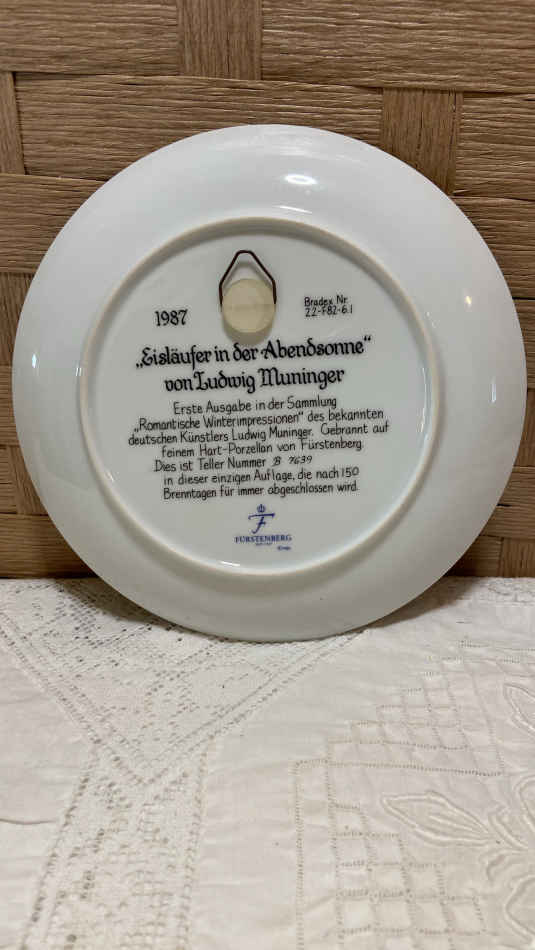 1987
Bradex Nr.
22-F82-6.1
„Eisläufer in der Abendsonne“
von Ludwig Muninger
Erste Ausgabe in der Sammlung
„Romantische Winterimpressionen“ des bekannten
deutschen Künstlers Ludwig Muninger. Gebrannt auf
feinem Hart-Porzellan von Fürstenberg.
Dies ist Teller Nummer B 7639
in dieser einzigen Auflage, die nach 150
Brenntagen für immer abgeschlossen wird.
F
FÜRSTENBERG